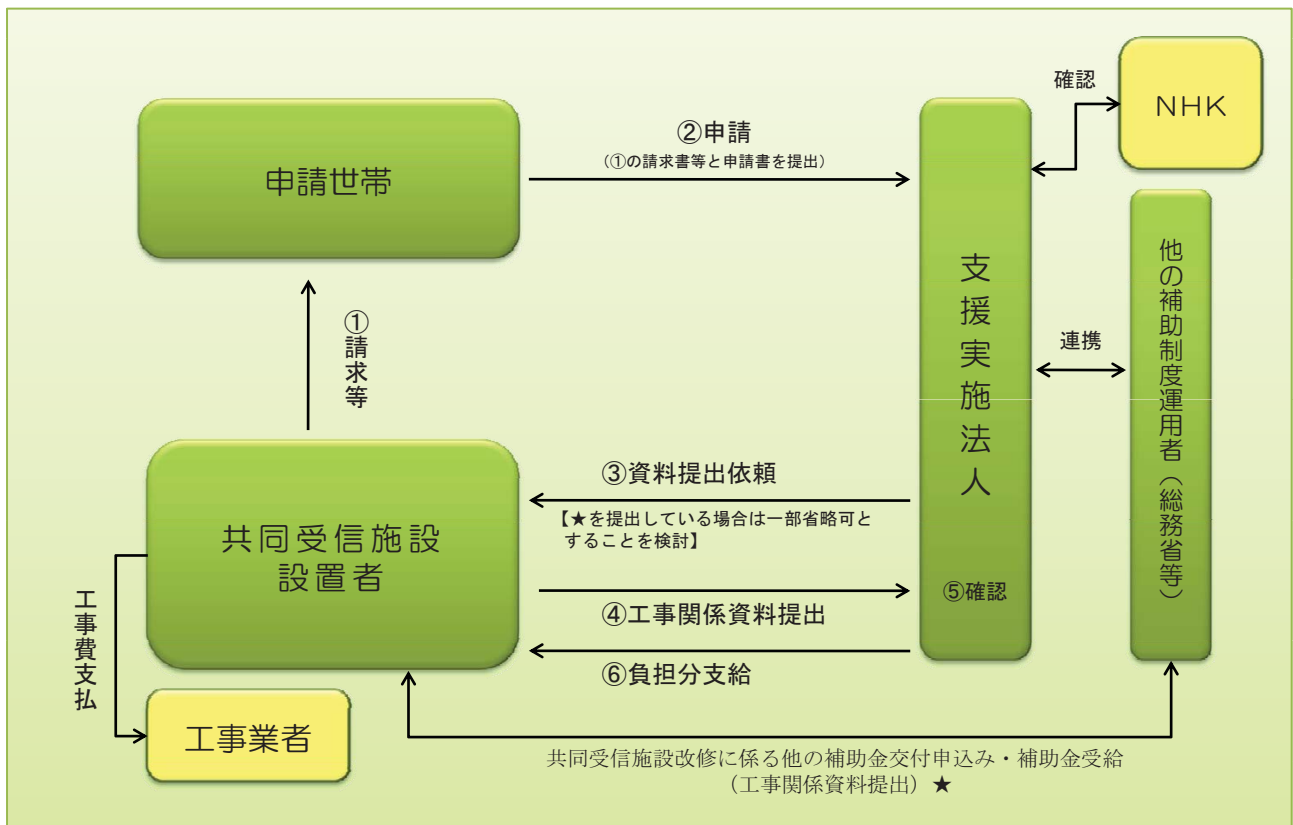 確認
NHK
②申請
(①の請求書等と申請書を提出)
申請世帯
支援実施法人
他の補助制度運用者(総務省等)
連携
①請求等
③資料提出依頼
【★を提出している場合は一部省略可と
することを検討】
共同受信施設
設置者
④工事関係資料提出
⑤確認
⑥負担分支給
工事費支払
工事業者
共同受信施設改修に係る他の補助金交付申込み・補助金受給
(工事関係資料提出)★